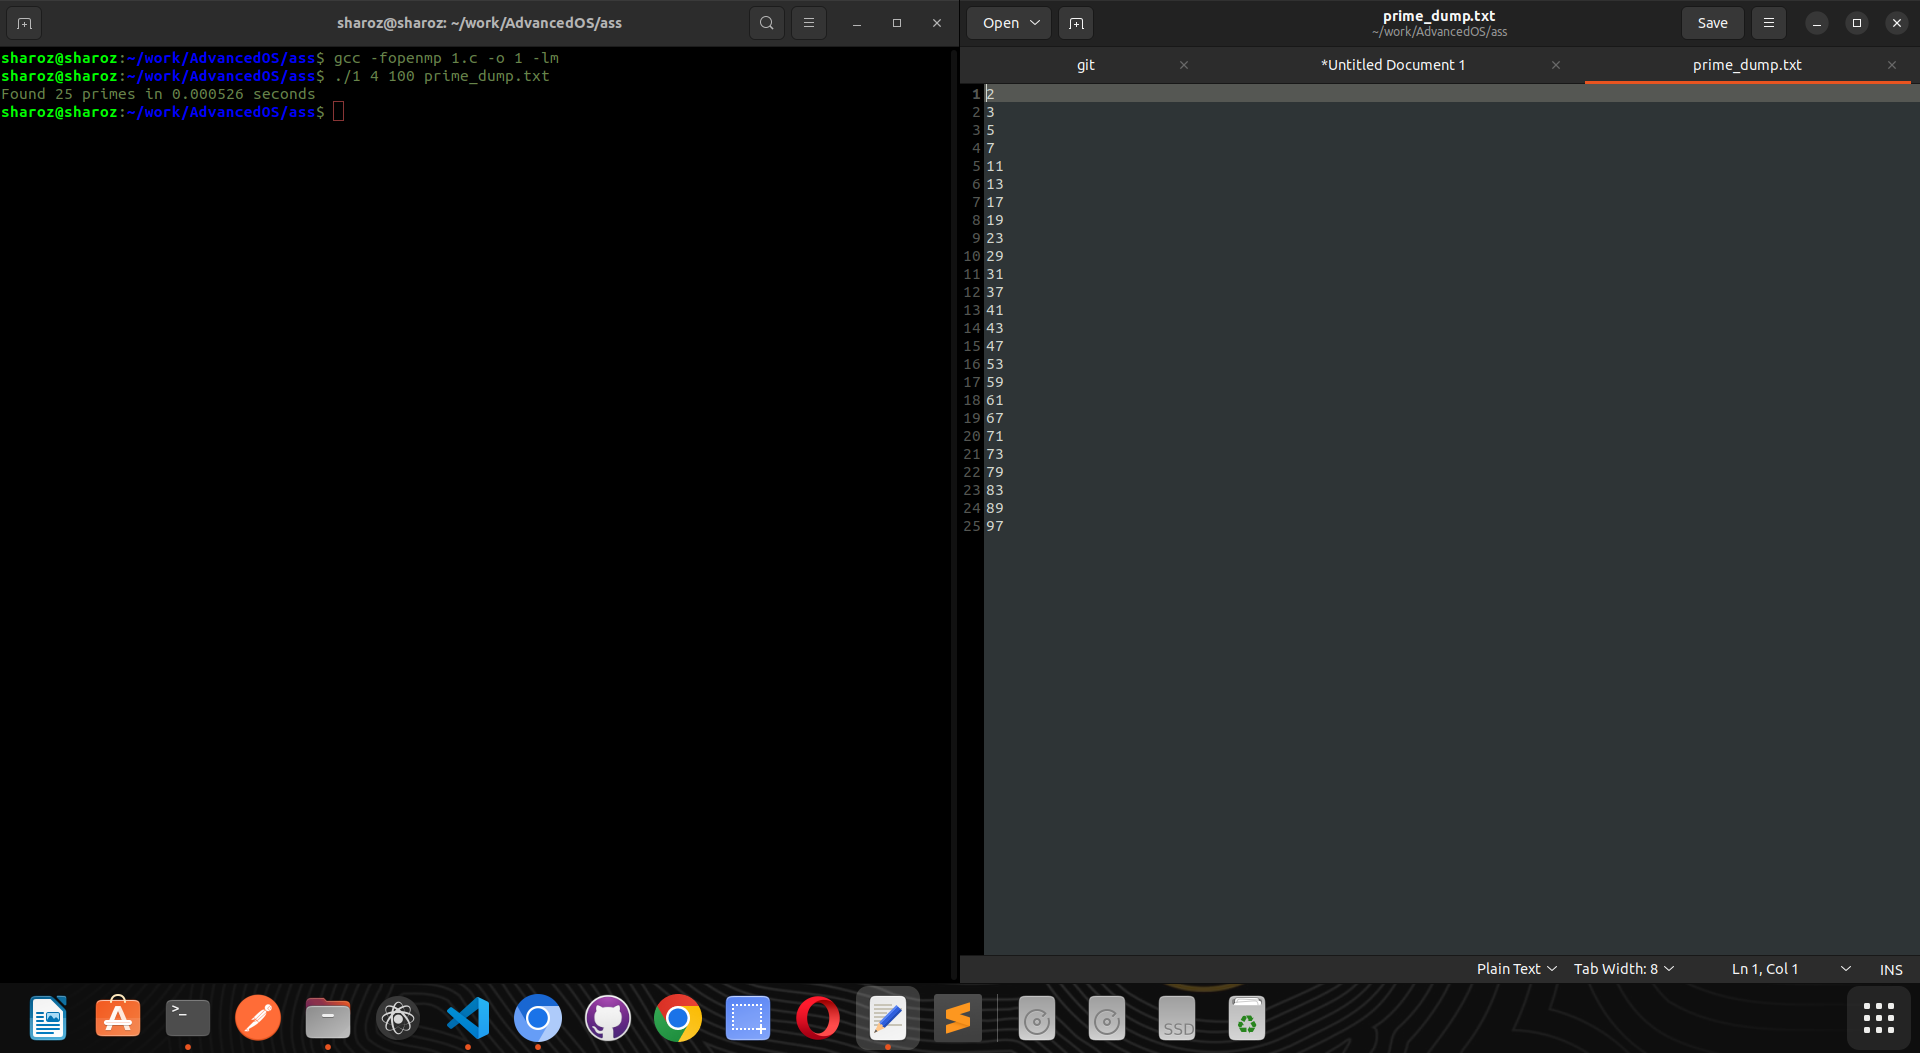 sharoz@sharoz: ~/work/AdvancedOS/ass
sharoz@sharoz:~/work/AdvancedOS/ass$ gcc -fopenmp 1.c -o 1 -lm
sharoz@sharoz:~/work/AdvancedOS/ass$ ./1 4 100 prime_dump.txt
Found 25 primes in 0.000526 seconds
sharoz@sharoz:~/work/AdvancedOS/ass$
Open
prime_dump.txt
~/work/AdvancedOS/ass
Save
git
*Untitled Document 1
prime_dump.txt
1 2
2 3
3 5
4 7
5 11
6 13
7 17
8 19
9 23
10 29
11 31
12 37
13 41
14 43
15 47
16 53
17 59
18 61
19 67
20 71
21 73
22 79
23 83
24 89
25 97
Plain Text
Tab Width: 8
Ln 1, Col 1
INS
>_
SSD